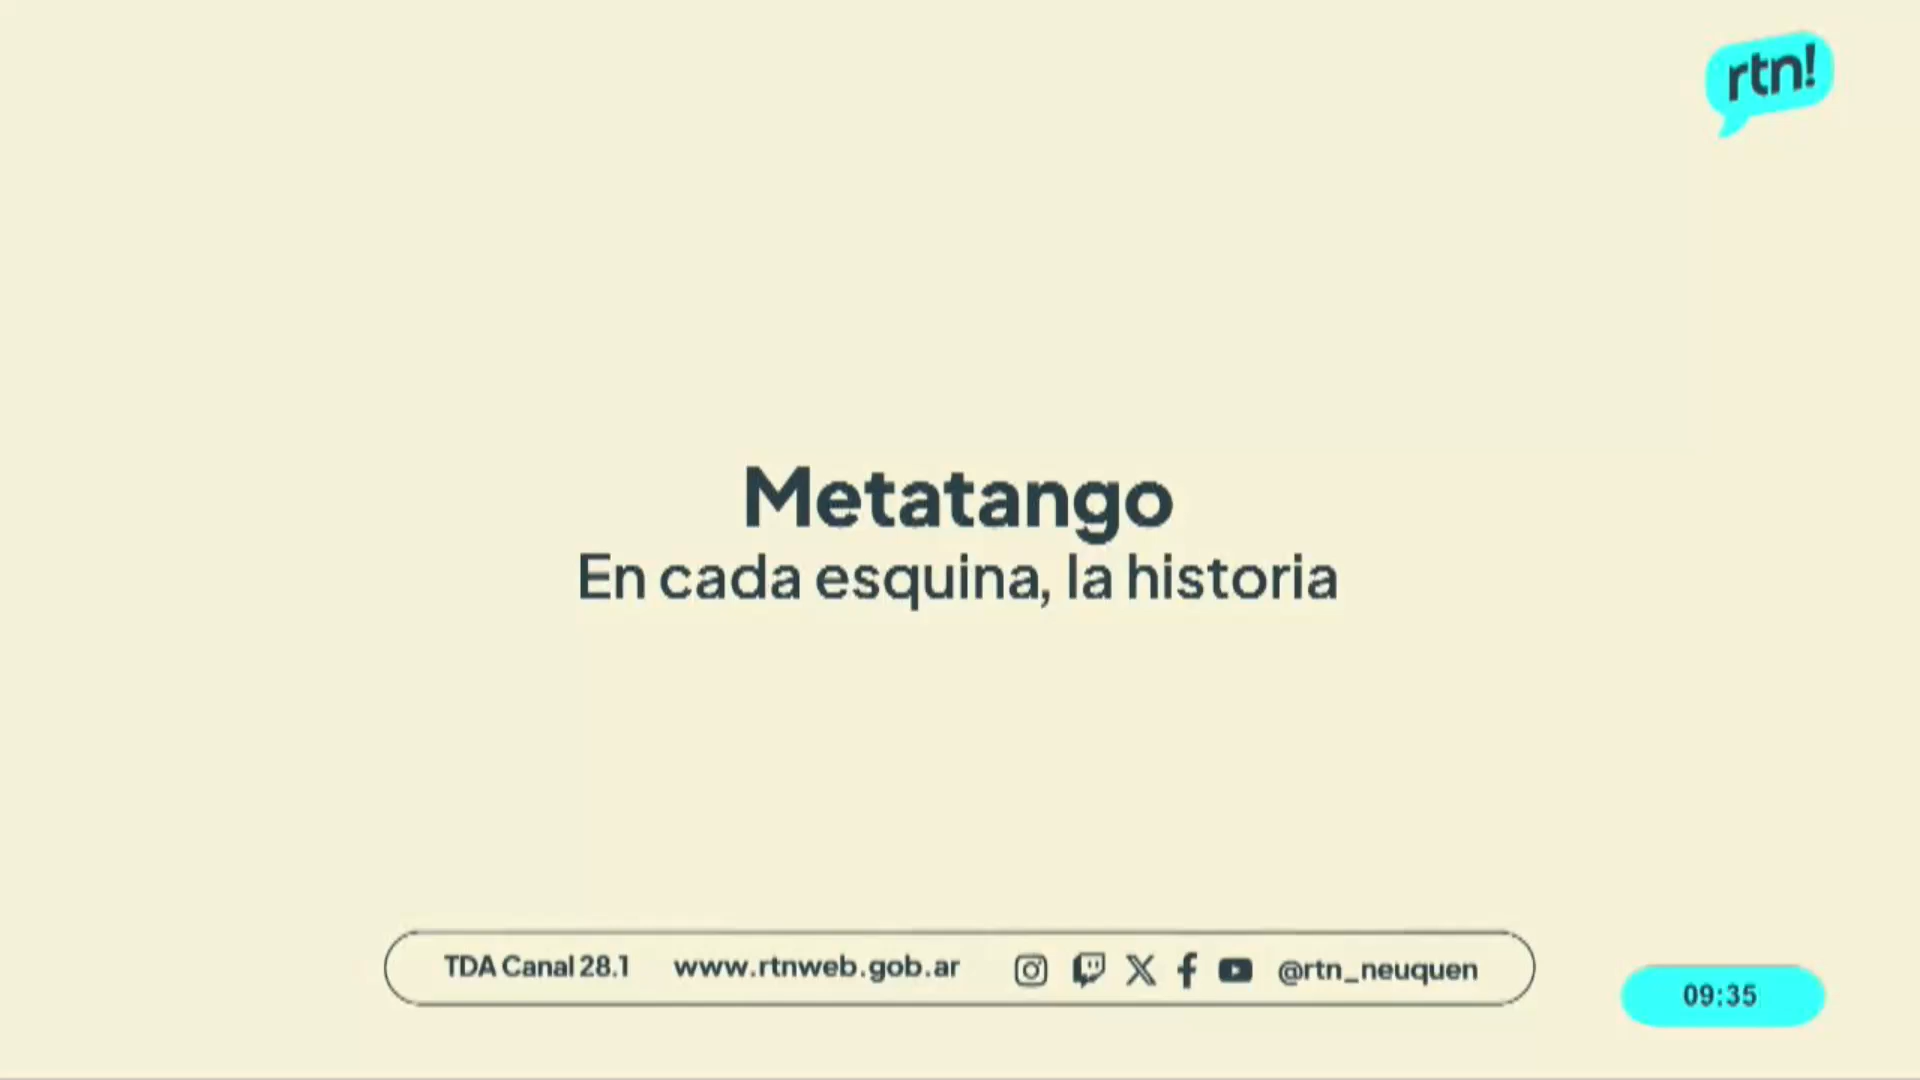 rtn!
Metatango
En cada esquina, la historia
TDA Canal 28.1 www.rtnweb.gob.ar @rtn_neuquen
09:35